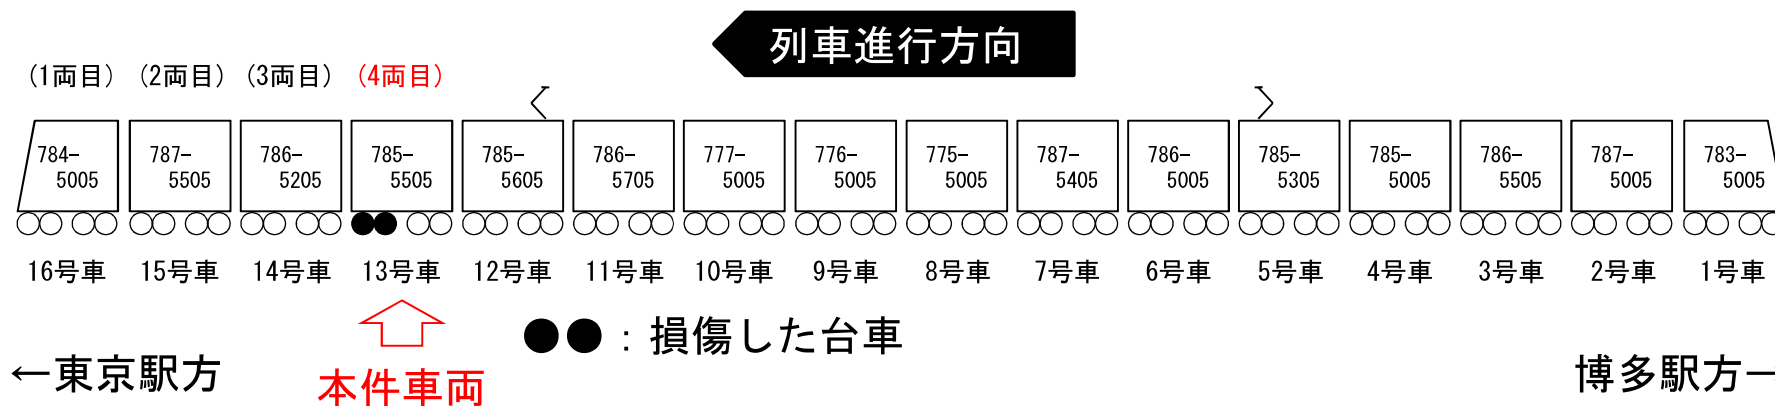 列車進行方向
(1両目) (2両目) (3両目) (4両目)
784- 787- 786- 785- 785- 786- 777- 776- 775- 787- 786- 785- 785- 786- 787- 783-
5005 5505 5205 5505 5605 5705 5005 5005 5005 5405 5005 5305 5005 5505 5005 5005
16号車 15号車 14号車 13号車 12号車 11号車 10号車 9号車 8号車 7号車 6号車 5号車 4号車 3号車 2号車 1号車
●●:損傷した台車
←東京駅方 本件車両 博多駅方→